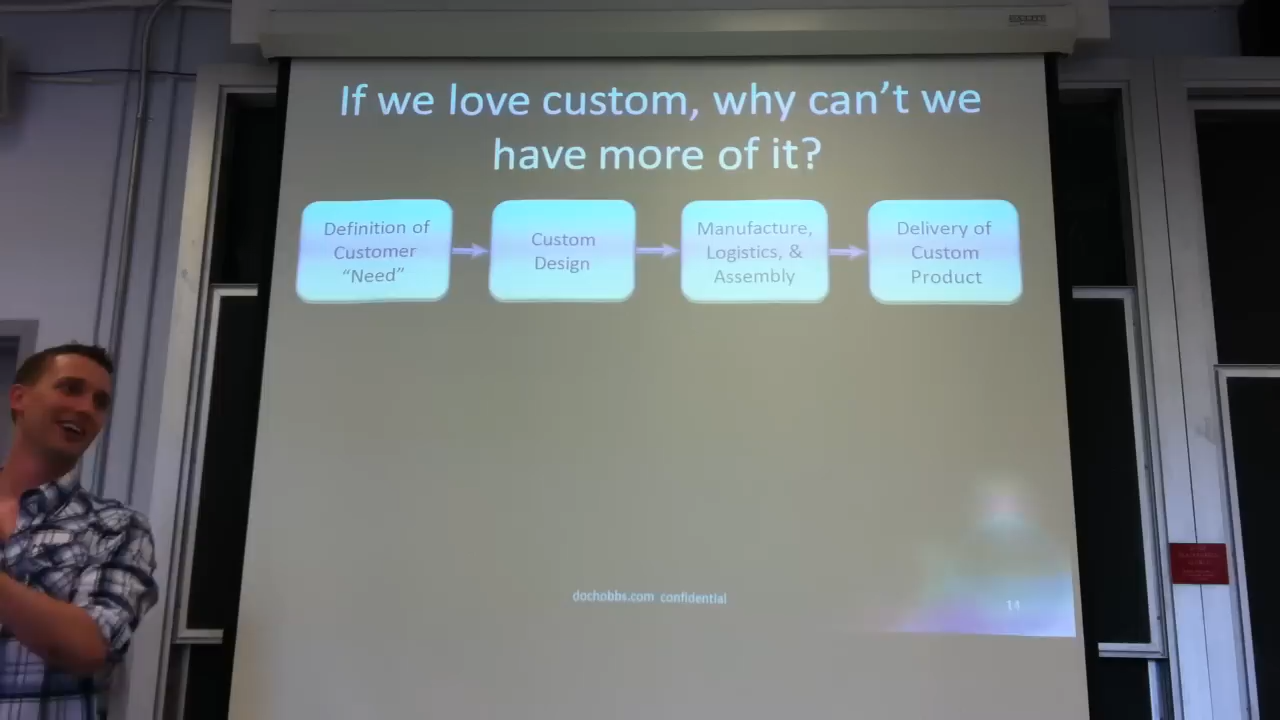 If we love custom, why can't we
have more of it?
Definition of
Customer
“Need”
Custom
Design
Manufacture,
Logistics, &
Assembly
Delivery of
Custom
Product
dochobbs.com confidential
14